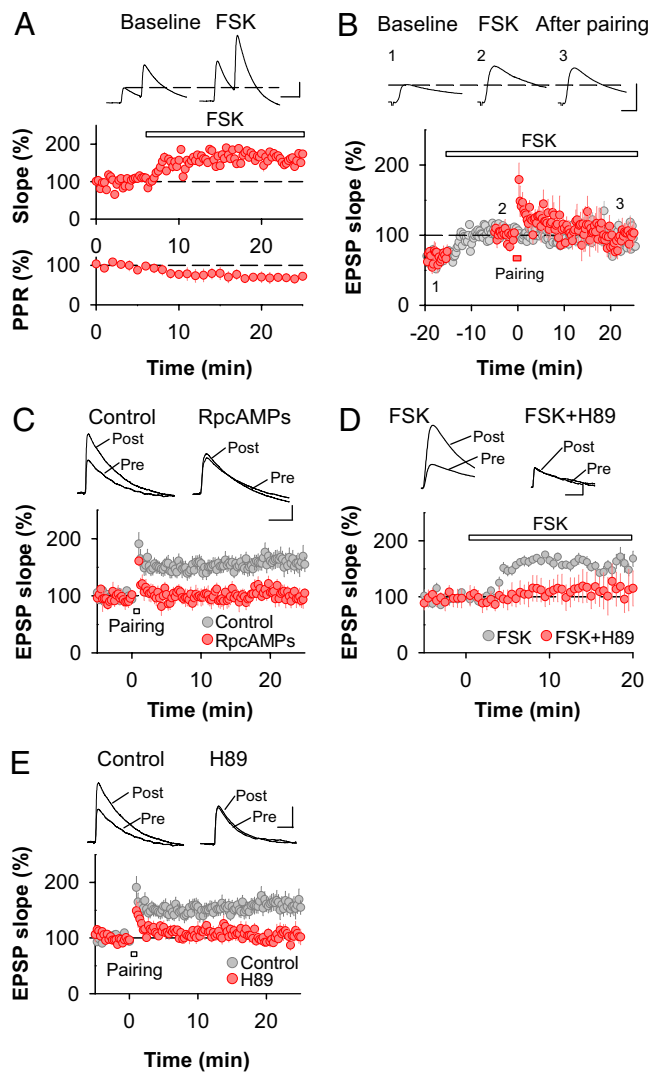 A
Baseline FSK
FSK
Slope (%)
200
100
0
PPR (%)
100
0
0 10 20
Time (min)
B
Baseline FSK After pairing
1 2 3
FSK
EPSP slope (%)
200
100
0
1
2
3
Pairing
-20 -10 0 10 20
Time (min)
C
Control RpcAMPs
Post
Pre
Post
Pre
EPSP slope (%)
200
100
0
Pairing
Control
RpcAMPs
0 10 20
Time (min)
D
FSK FSK+H89
Post
Pre
Post
Pre
FSK
EPSP slope (%)
200
100
0
FSK FSK+H89
0 10 20
Time (min)
E
Control H89
Post
Pre
Post
Pre
EPSP slope (%)
200
100
0
Pairing
Control
H89
0 10 20
Time (min)